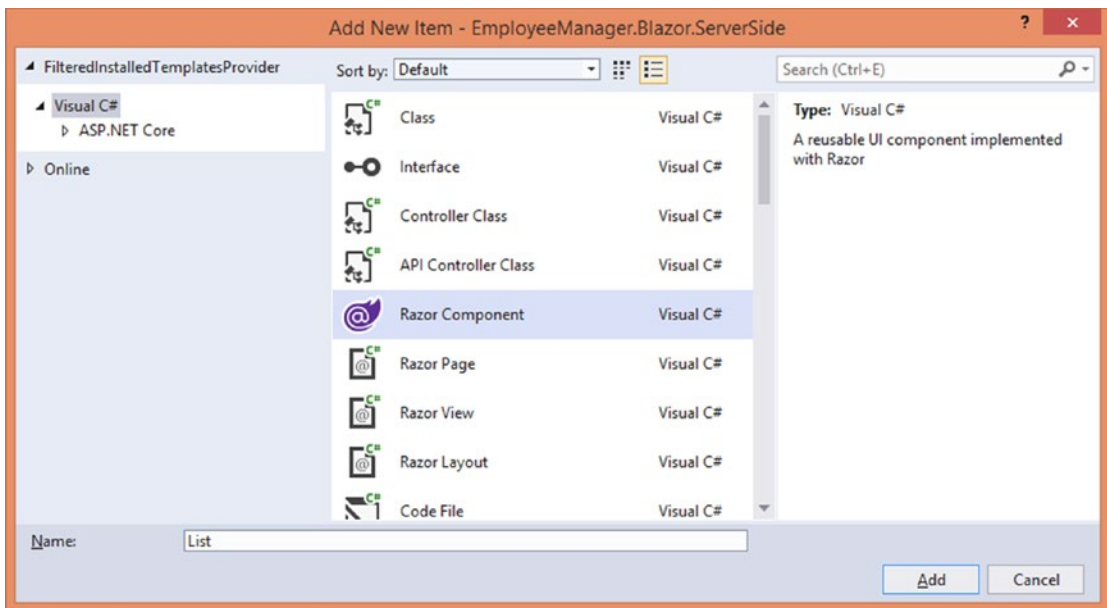 Add New Item - EmployeeManager.Blazor.ServerSide
? ×
FilteredInstalledTemplatesProvider
Visual C#
ASP.NET Core
Online
Sort by: Default
Search (Ctrl+E)
C# Class Visual C#
Interface Visual C#
C# Controller Class Visual C#
C# API Controller Class Visual C#
@ Razor Component Visual C#
C# @ Razor Page Visual C#
C# @ Razor View Visual C#
C# @ Razor Layout Visual C#
C# Code File Visual C#
Type: Visual C#
A reusable UI component implemented
with Razor
Name: List
Add Cancel